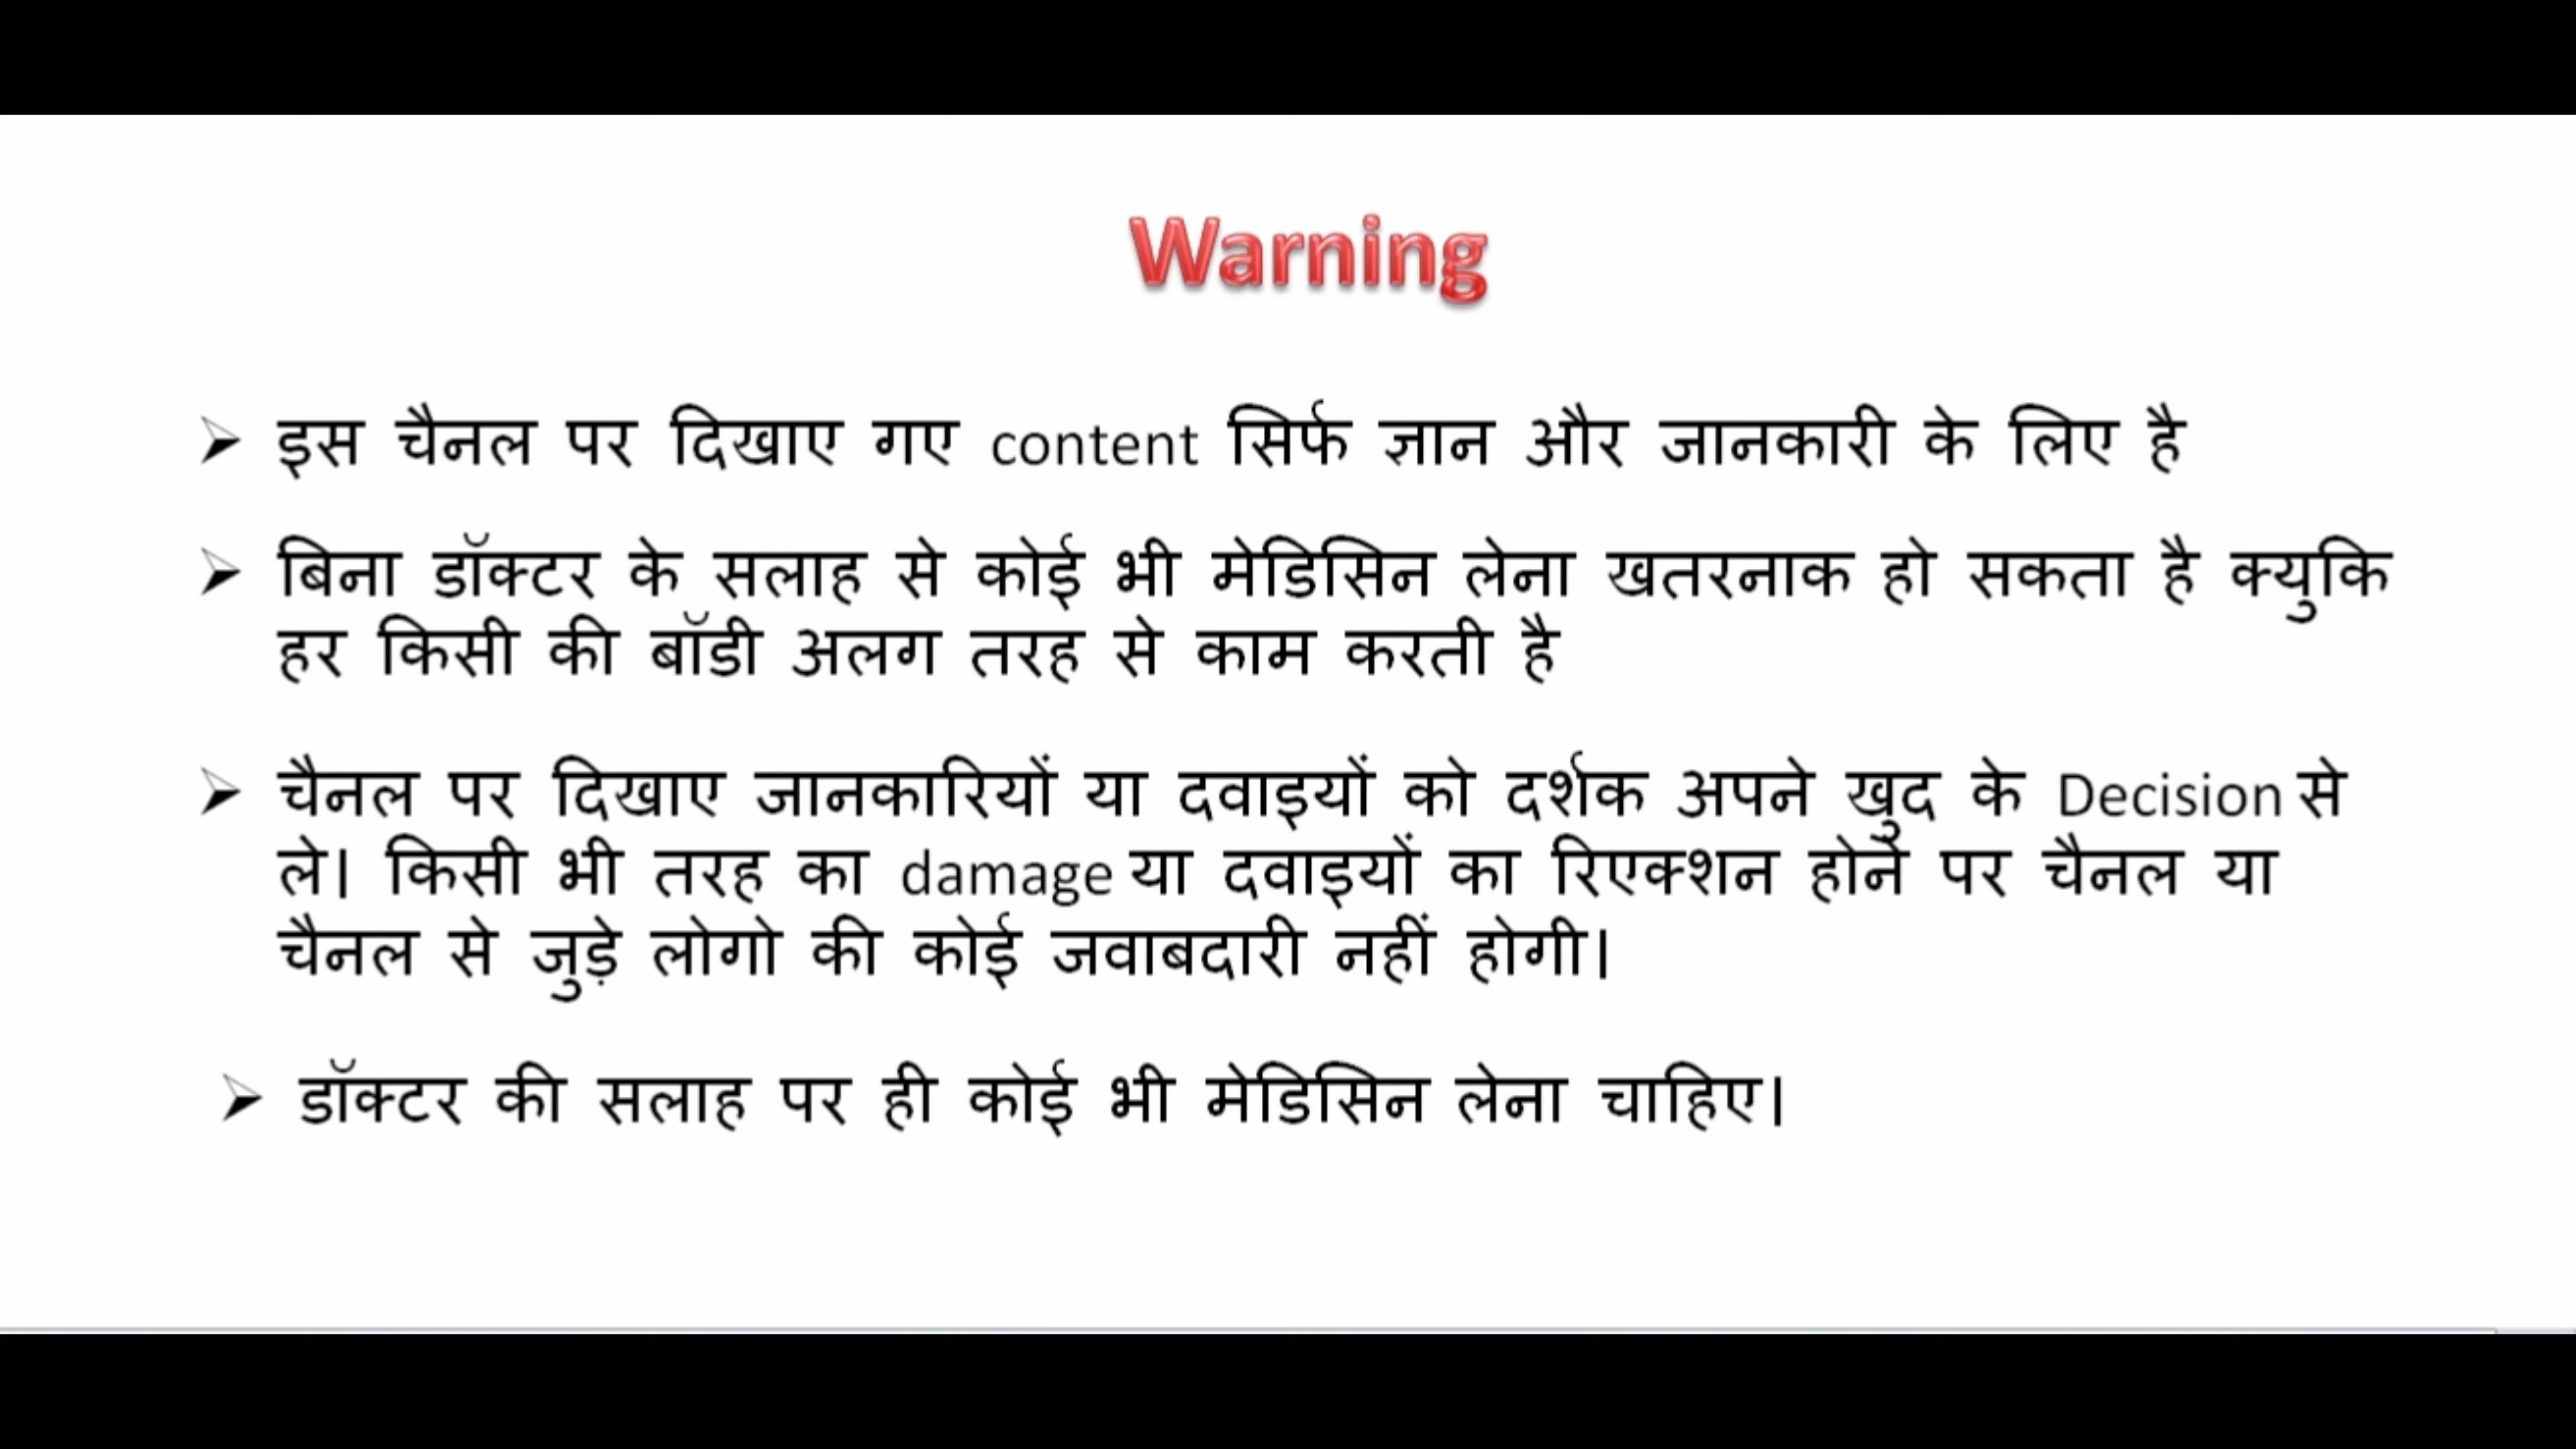 Warning
इस चैनल पर दिखाए गए content सिर्फ ज्ञान और जानकारी के लिए है
बिना डॉक्टर के सलाह से कोई भी मेडिसिन लेना खतरनाक हो सकता है क्युकि
हर किसी की बॉडी अलग तरह से काम करती है
चैनल पर दिखाए जानकारियों या दवाइयों को दर्शक अपने खुद के Decision से
ले। किसी भी तरह का damage या दवाइयों का रिएक्शन होने पर चैनल या
चैनल से जुड़े लोगो की कोई जवाबदारी नहीं होगी।
डॉक्टर की सलाह पर ही कोई भी मेडिसिन लेना चाहिए।